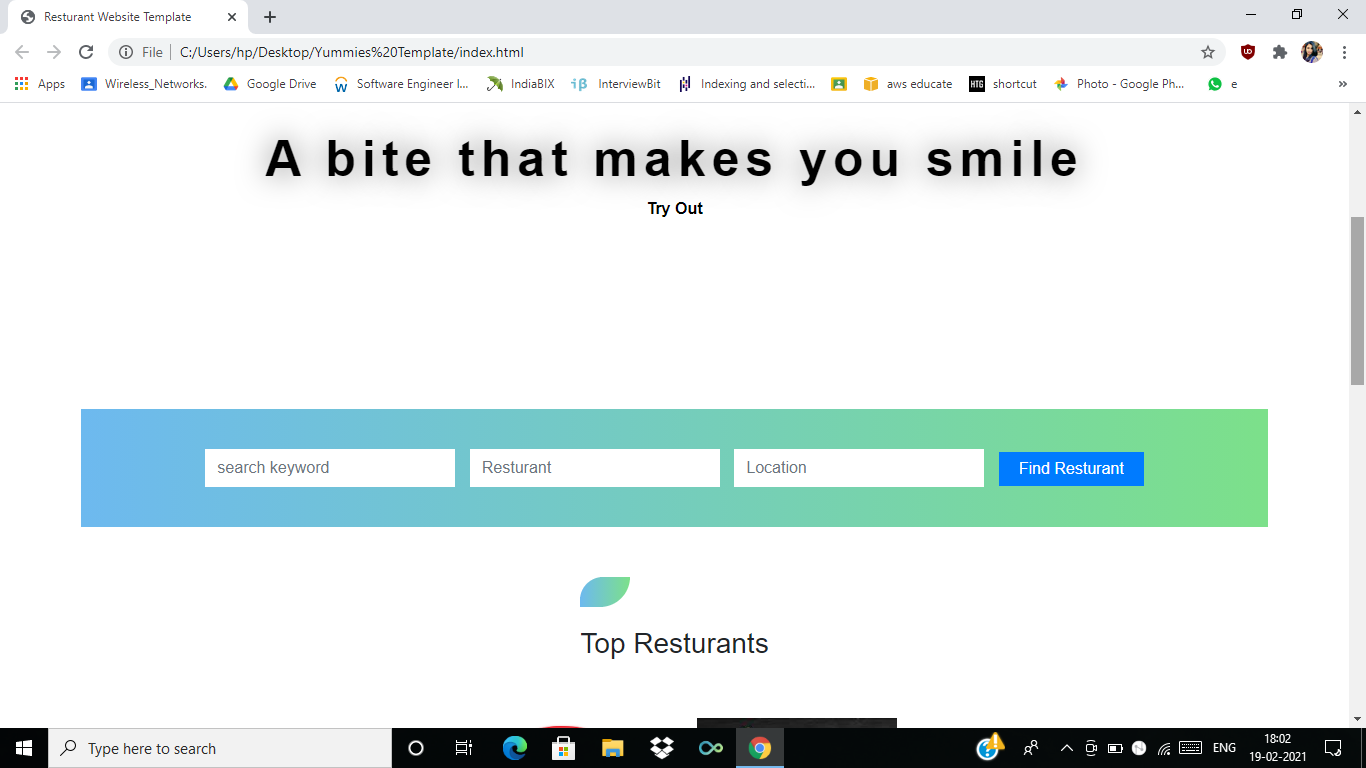 Resturant Website Template
File
C:/Users/hp/Desktop/Yummies%20Template/index.html
Apps
Wireless_Networks.
Google Drive
Software Engineer I...
IndiaBIX
iB
InterviewBit
Indexing and selecti...
aws educate
HTG
shortcut
Photo - Google Ph...
e
»
A bite that makes you smile
Try Out
search keyword
Resturant
Location
Find Resturant
Top Resturants
Type here to search
ENG
18:02
19-02-2021